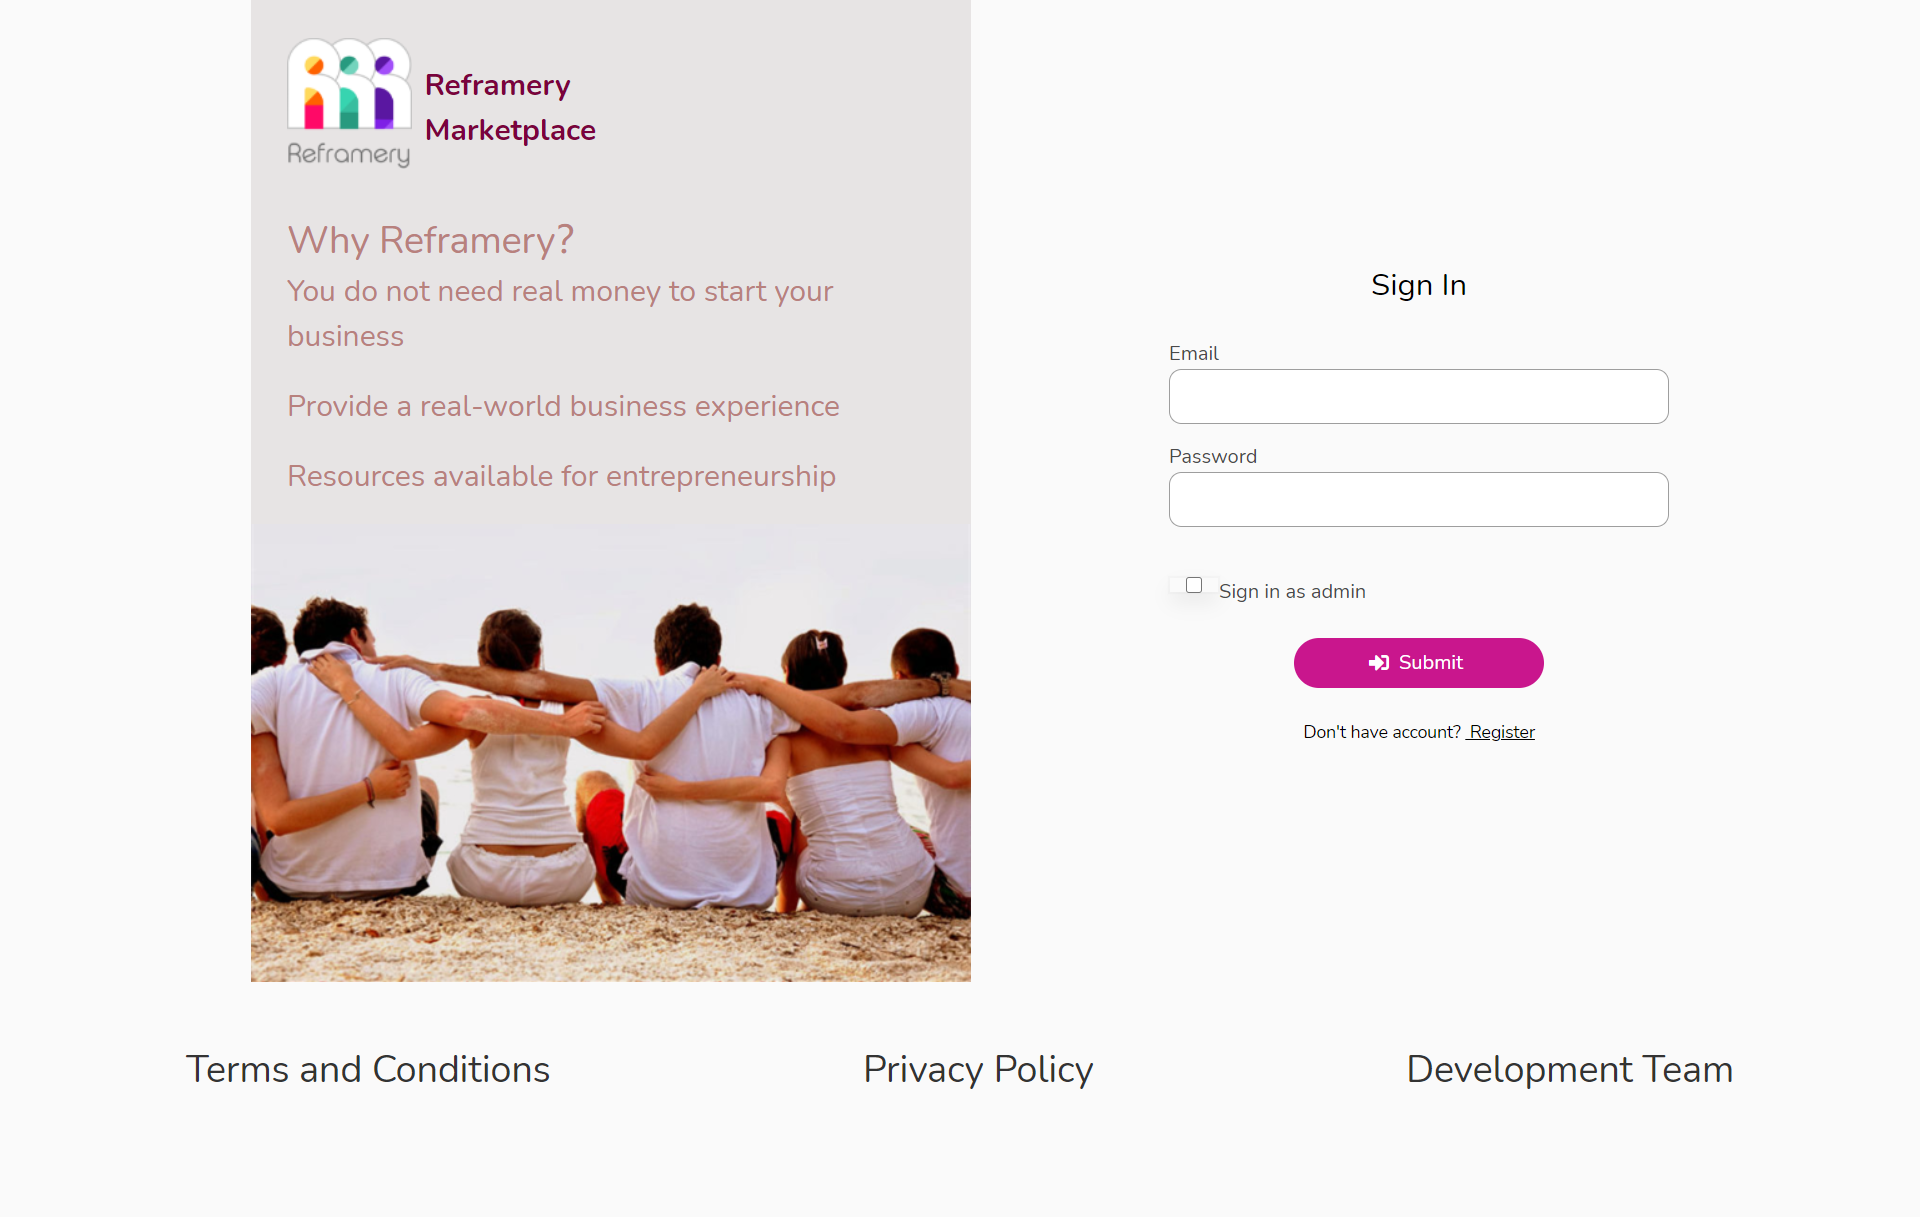 Reframery
Reframery
Marketplace
Why Reframery?
You do not need real money to start your
business
Provide a real-world business experience
Resources available for entrepreneurship
Sign In
Email
Password
Sign in as admin
Submit
Don't have account? Register
Terms and Conditions
Privacy Policy
Development Team